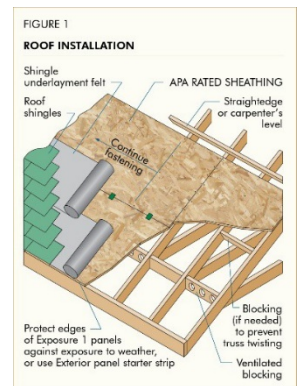 FIGURE 1
ROOF INSTALLATION
Shingle
underlayment felt
APA RATED SHEATHING
Roof
shingles
Straightedge
or carpenter's
level
Continue
fastening
Protect edges
of Exposure 1 panels
against exposure to weather,
or use Exterior panel starter strip
Blocking
(if needed)
to prevent
truss twisting
Ventilated
blocking